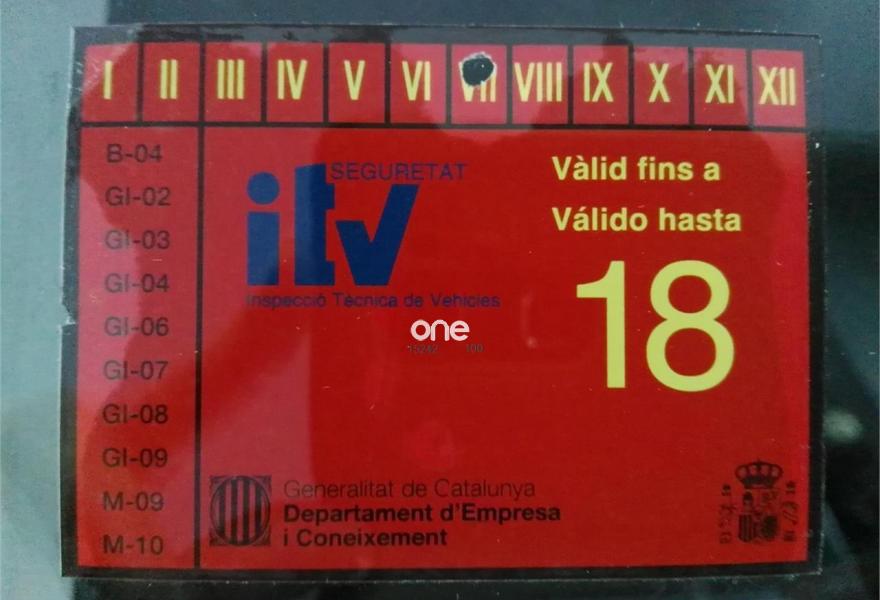 I II III IV V VI VII VIII IX X XI XII
B-04
GI-02
GI-03
GI-04
GI-06
GI-07
GI-08
GI-09
M-09
M-10
SEGURETAT
itv
Inspecció Tècnica de Vehicles
Vàlid fins a
Válido hasta
18
one
15242 100
Generalitat de Catalunya
Departament d'Empresa
i Coneixement